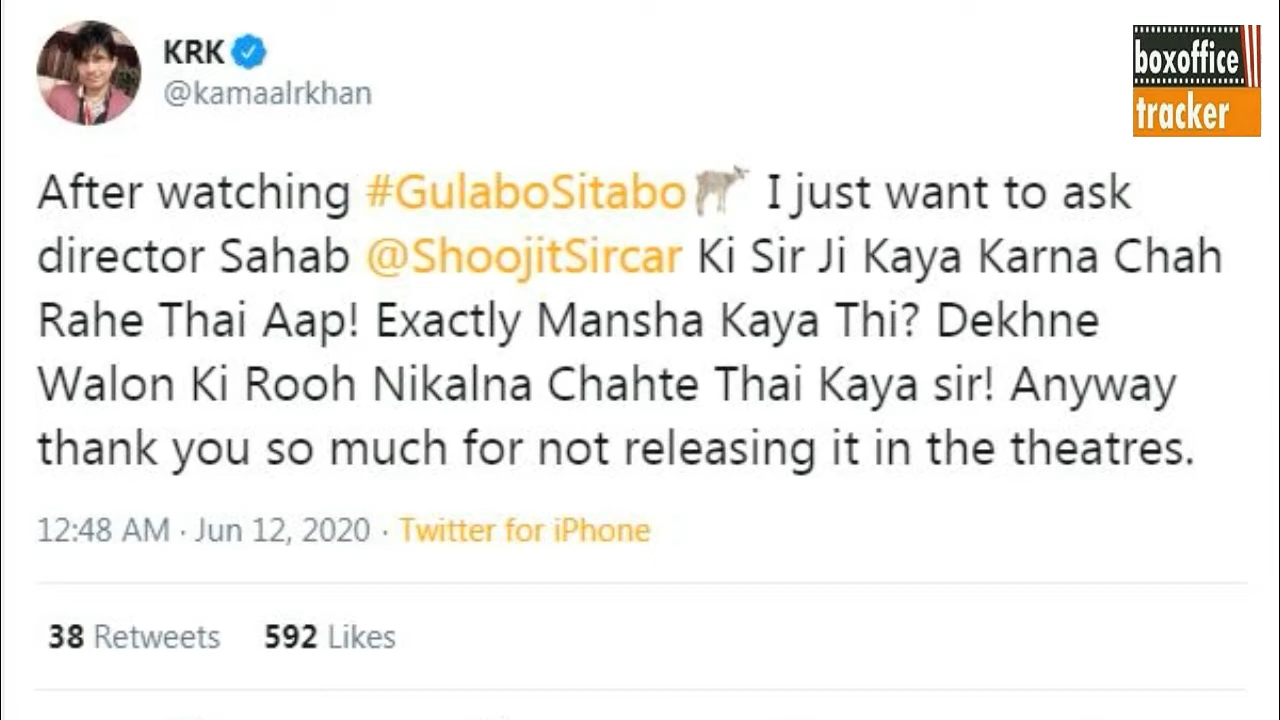 KRK
@kamaalrkhan
boxoffice
tracker
After watching #GulaboSitabo🐐 I just want to ask
director Sahab @ShoojitSircar Ki Sir Ji Kaya Karna Chah
Rahe Thai Aap! Exactly Mansha Kaya Thi? Dekhne
Walon Ki Rooh Nikalna Chahte Thai Kaya sir! Anyway
thank you so much for not releasing it in the theatres.
12:48 AM · Jun 12, 2020 · Twitter for iPhone
38 Retweets 592 Likes